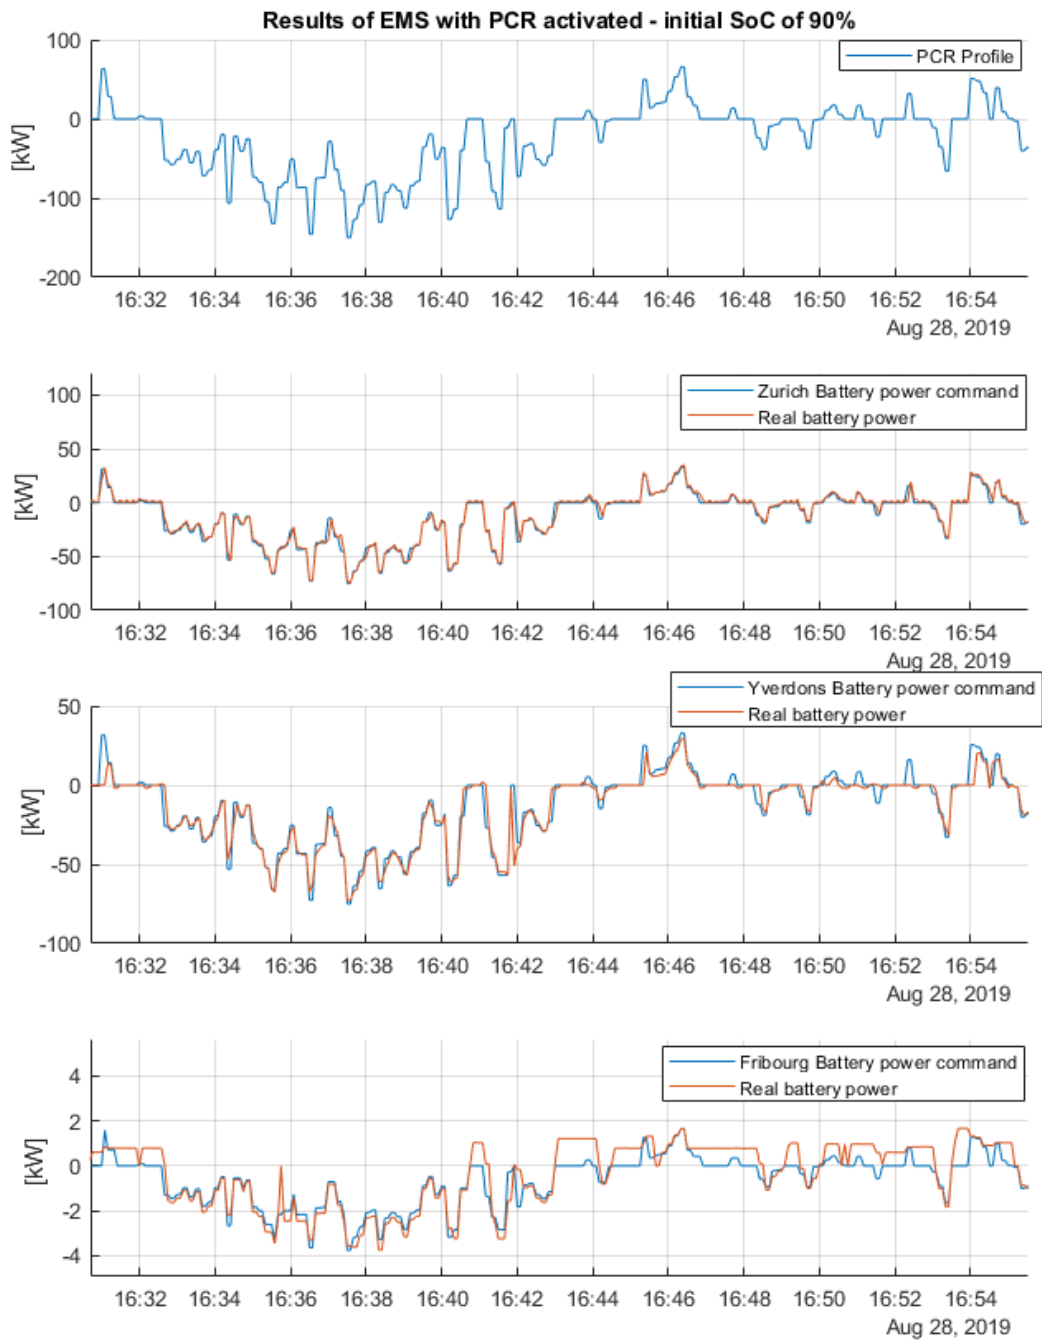 Results of EMS with PCR activated - initial SoC of 90%
PCR Profile
100
0
-100
-200
[kW]
16:32 16:34 16:36 16:38 16:40 16:42 16:44 16:46 16:48 16:50 16:52 16:54
Aug 28, 2019
Zurich Battery power command
Real battery power
100
50
0
-50
-100
[kW]
16:32 16:34 16:36 16:38 16:40 16:42 16:44 16:46 16:48 16:50 16:52 16:54
Aug 28, 2019
Yverdons Battery power command
Real battery power
50
0
-50
-100
[kW]
16:32 16:34 16:36 16:38 16:40 16:42 16:44 16:46 16:48 16:50 16:52 16:54
Aug 28, 2019
Fribourg Battery power command
Real battery power
4
2
0
-2
-4
[kW]
16:32 16:34 16:36 16:38 16:40 16:42 16:44 16:46 16:48 16:50 16:52 16:54
Aug 28, 2019